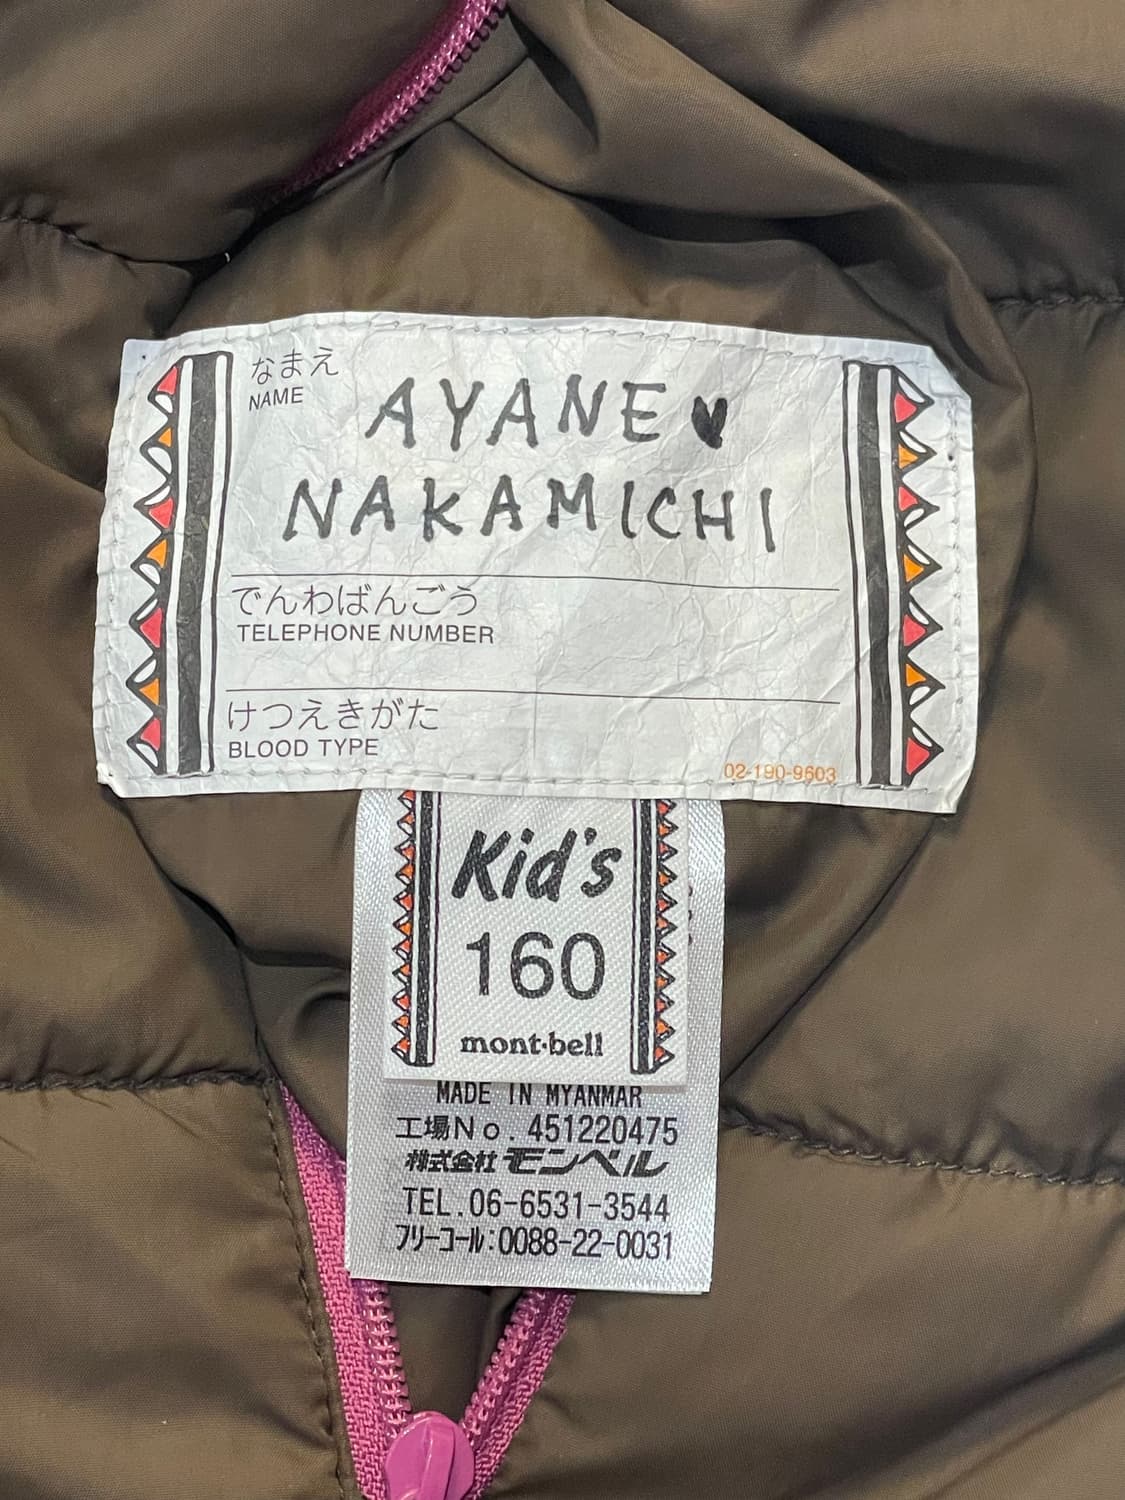 なまえ
NAME
AYANE♥
NAKAMICHI
でんわばんごう
TELEPHONE NUMBER
けつえきがた
BLOOD TYPE
02-190-9603
Kid's
160
mont-bell
MADE IN MYANMAR
工場No.451220475
株式会社モンベル
TEL.06-6531-3544
フリーコール:0088-22-0031